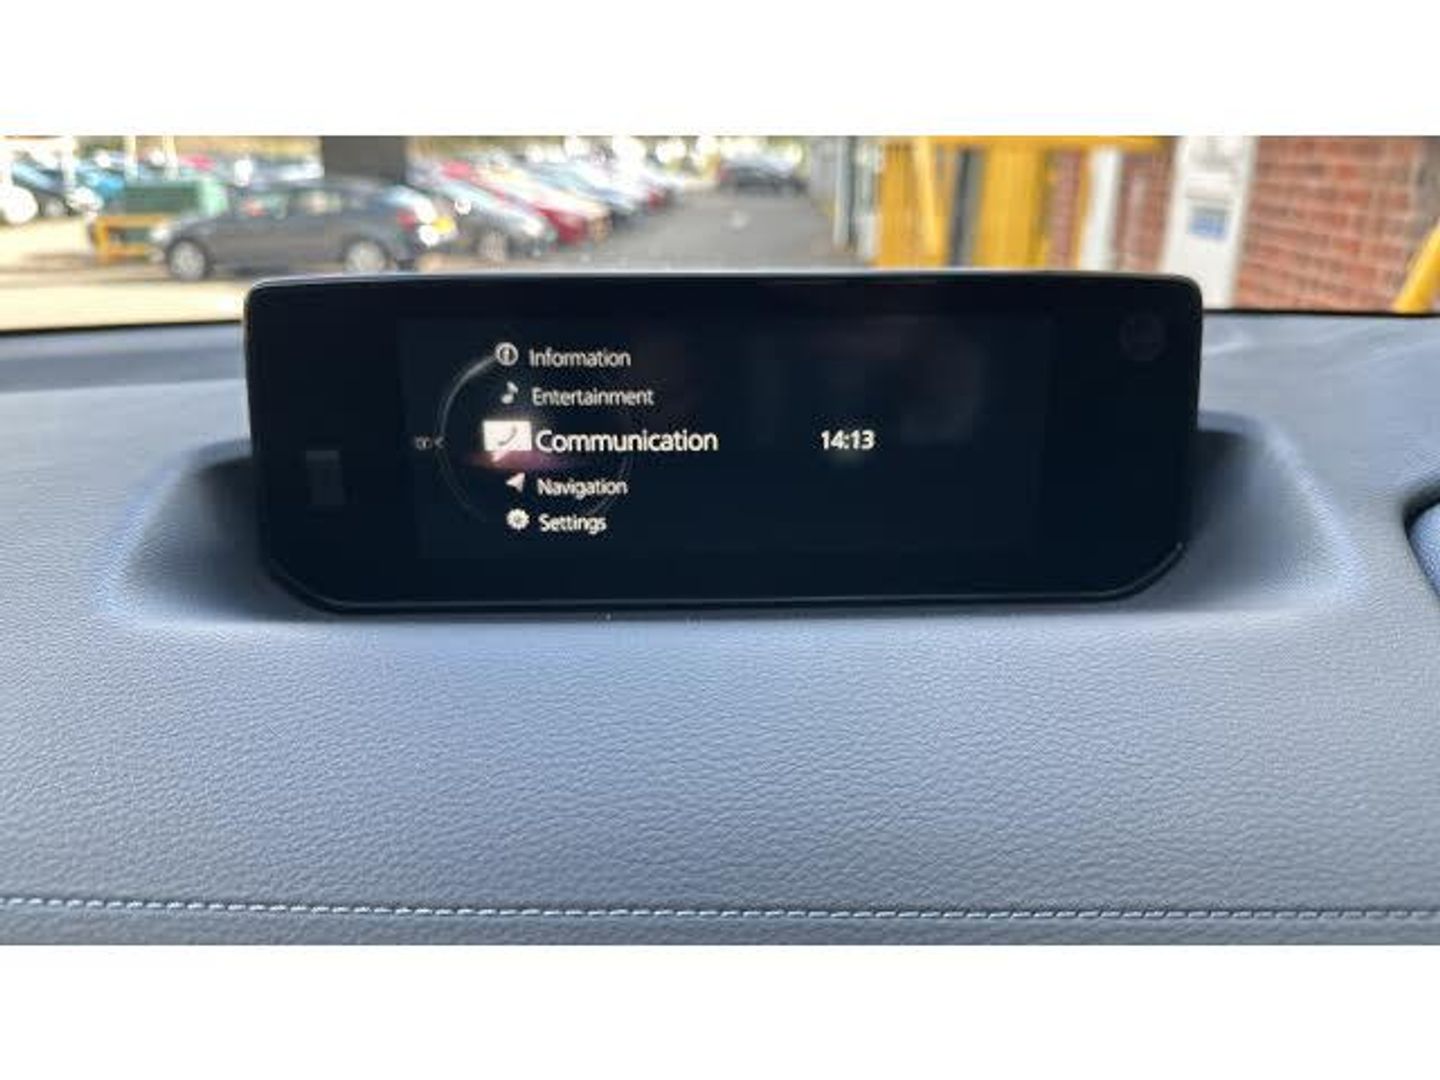 Information
Entertainment
Communication
14:13
Navigation
Settings